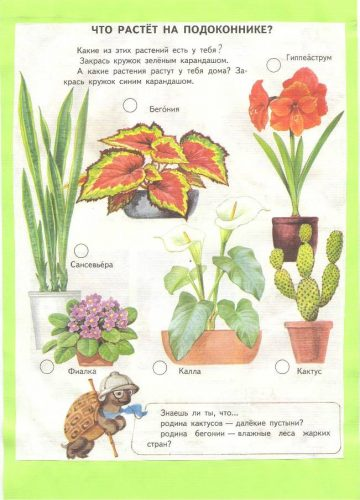 ЧТО РАСТЁТ НА ПОДОКОННИКЕ?
Какие из этих растений есть у тебя?
Закрась кружок зелёным карандашом.
А какие растения растут у тебя дома? За-
крась кружок синим карандашом.
Гиппеаструм
Бегония
Сансевьера
Фиалка
Калла
Кактус
Знаешь ли ты, что...
родина кактусов — далёкие пустыни?
родина бегонии — влажные леса жарких
стран?